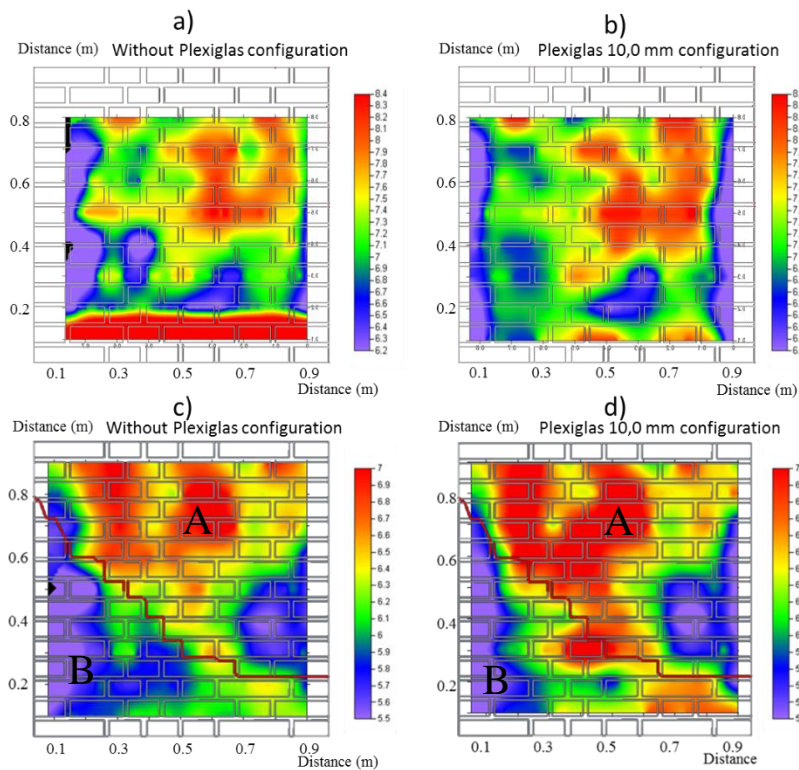 a)
Distance (m) Without Plexiglas configuration
0.8
0.6
0.4
0.2
0.1 0.3 0.5 0.7 0.9
Distance (m)
8.4
8.3
8.2
8.1
8.0
7.9
7.8
7.7
7.6
7.5
7.4
7.3
7.2
7.1
7.0
6.9
6.8
6.7
6.6
6.5
6.4
6.3
6.2
b)
Distance (m) Plexiglas 10,0 mm configuration
0.8
0.6
0.4
0.2
0.1 0.3 0.5 0.7 0.9
Distance (m)
c)
Distance (m) Without Plexiglas configuration
0.8
0.6
0.4
0.2
0.1 0.3 0.5 0.7 0.9
Distance (m)
A
B
7
6.9
6.8
6.7
6.6
6.5
6.4
6.3
6.2
6.1
6
5.9
5.8
5.7
5.6
5.5
d)
Distance (m) Plexiglas 10,0 mm configuration
0.8
0.6
0.4
0.2
0.1 0.3 0.5 0.7 0.9
Distance
A
B